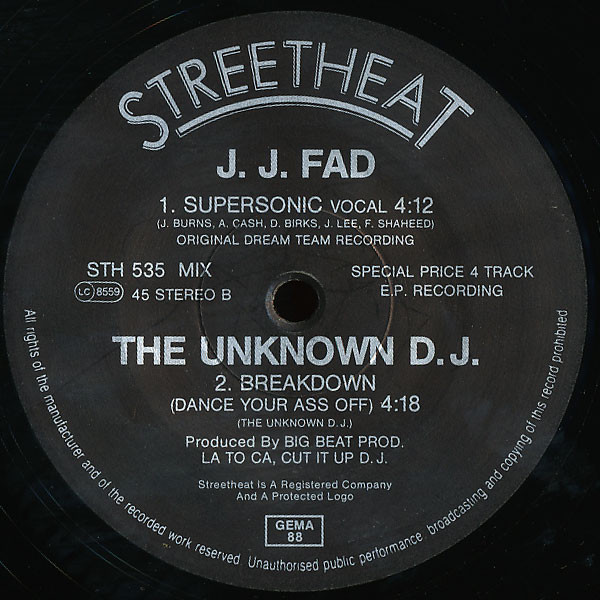 STREETHEAT
J. J. FAD
1. SUPERSONIC VOCAL 4:12
(J. BURNS, A. CASH, D. BIRKS, J. LEE, F. SHAHEED)
ORIGINAL DREAM TEAM RECORDING
STH 535 MIX
LC 8559 45 STEREO B
SPECIAL PRICE 4 TRACK
E.P. RECORDING
THE UNKNOWN D.J.
2. BREAKDOWN
(DANCE YOUR ASS OFF) 4:18
(THE UNKNOWN D.J.)
Produced By BIG BEAT PROD.
LA TO CA, CUT IT UP D.J.
Streetheat Is A Registered Company
And A Protected Logo
GEMA
88
All rights of the manufacturer and of the recorded work reserved Unauthorised public performance broadcasting and copying of this record prohibited